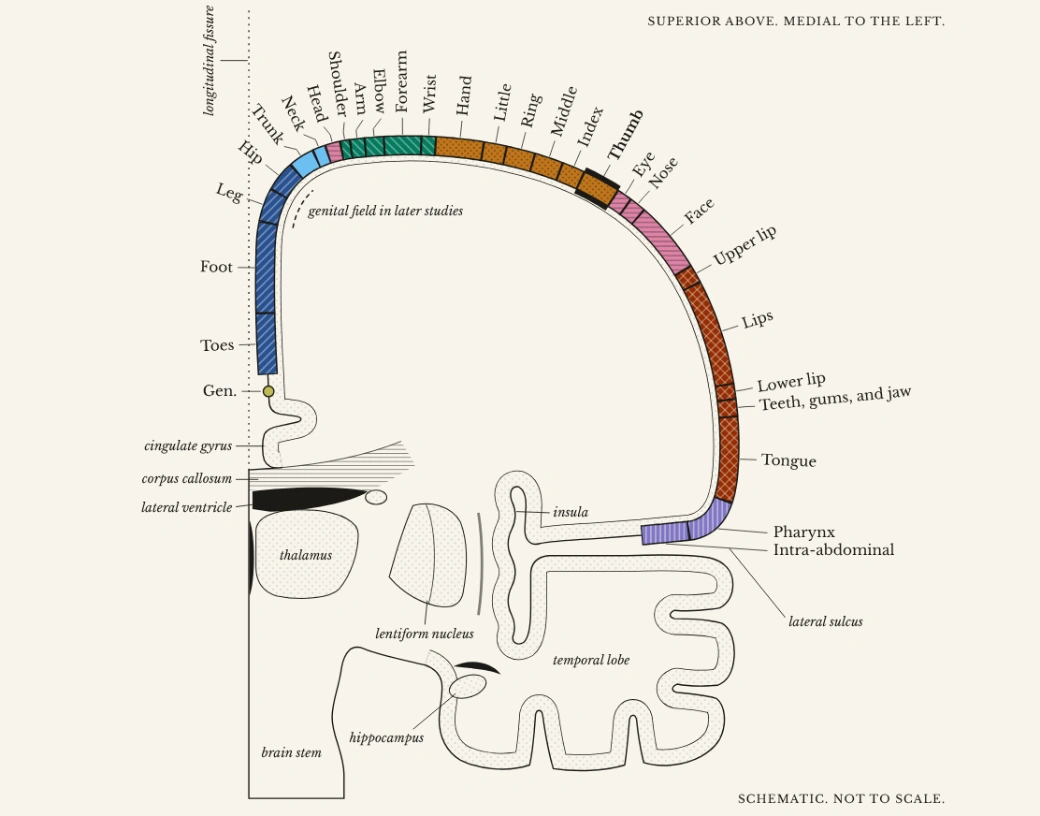 SUPERIOR ABOVE. MEDIAL TO THE LEFT.
longitudinal fissure
Toes
Foot
Leg
Hip
Trunk
Neck
Head
Shoulder
Arm
Elbow
Forearm
Wrist
Hand
Little
Ring
Middle
Index
Thumb
Eye
Nose
Face
Upper lip
Lips
Lower lip
Teeth, gums, and jaw
Tongue
Pharynx
Intra-abdominal
genital field in later studies
Gen.
cingulate gyrus
corpus callosum
lateral ventricle
thalamus
insula
lentiform nucleus
lateral sulcus
temporal lobe
hippocampus
brain stem
SCHEMATIC. NOT TO SCALE.